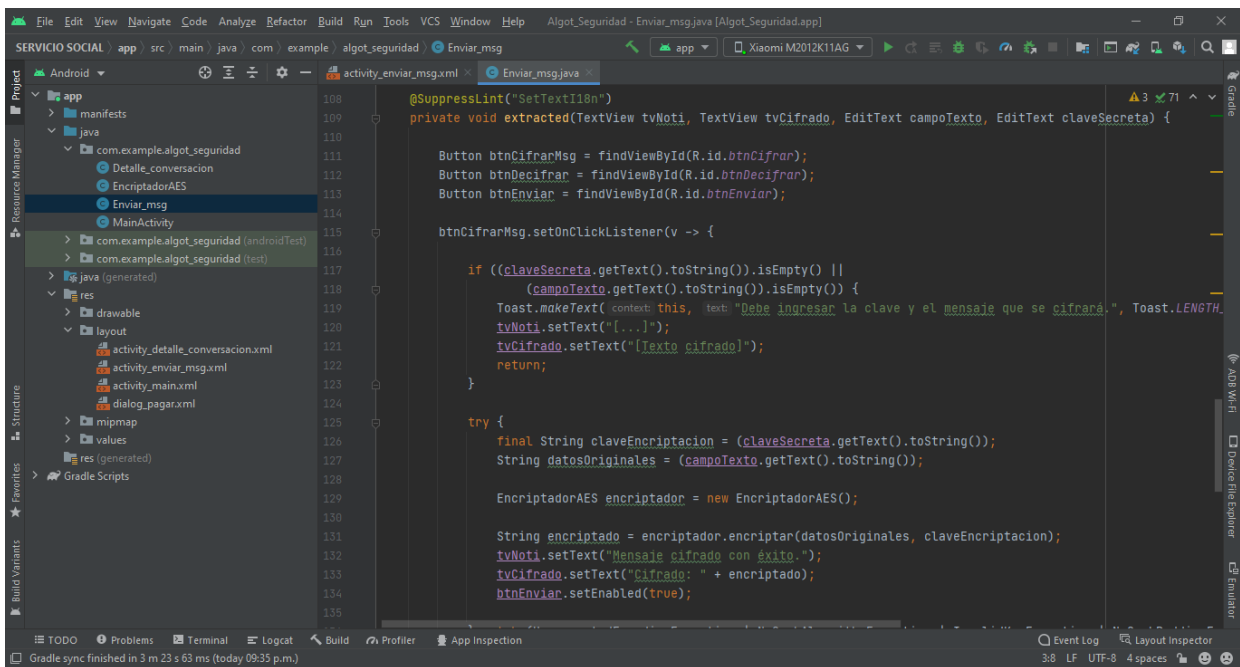 File Edit View Navigate Code Analyze Refactor Build Run Tools VCS Window Help Algot_Seguridad - Enviar_msg.java [Algot_Seguridad.app]
SERVICIO SOCIAL app src main java com example algot_seguridad Enviar_msg app Xiaomi M2012K11AG
Project
Resource Manager
Structure
Favorites
Build Variants
Android
app
manifests
java
com.example.algot_seguridad
Detalle_conversacion
EncriptadorAES
Enviar_msg
MainActivity
com.example.algot_seguridad (androidTest)
com.example.algot_seguridad (test)
java (generated)
res
drawable
layout
activity_detalle_conversacion.xml
activity_enviar_msg.xml
activity_main.xml
dialog_pagar.xml
mipmap
values
res (generated)
Gradle Scripts
activity_enviar_msg.xml Enviar_msg.java
3 71
108 @SuppressLint("SetTextI18n")
109 private void extracted(TextView tvNoti, TextView tvCifrado, EditText campoTexto, EditText claveSecreta) {
110
111 Button btnCifrarMsg = findViewById(R.id.btnCifrar);
112 Button btnDecifrar = findViewById(R.id.btnDecifrar);
113 Button btnEnviar = findViewById(R.id.btnEnviar);
114
115 btnCifrarMsg.setOnClickListener(v -> {
116
117 if ((claveSecreta.getText().toString()).isEmpty() ||
118 (campoTexto.getText().toString()).isEmpty()) {
119 Toast.makeText( context: this, text: "Debe ingresar la clave y el mensaje que se cifrará.", Toast.LENGTH_
120 tvNoti.setText("[...]");
121 tvCifrado.setText("[Texto cifrado]");
122 return;
123 }
124
125 try {
126 final String claveEncriptacion = (claveSecreta.getText().toString());
127 String datosOriginales = (campoTexto.getText().toString());
128
129 EncriptadorAES encriptador = new EncriptadorAES();
130
131 String encriptado = encriptador.encriptar(datosOriginales, claveEncriptacion);
132 tvNoti.setText("Mensaje cifrado con éxito.");
133 tvCifrado.setText("Cifrado: " + encriptado);
134 btnEnviar.setEnabled(true);
135
Gradle
ADB Wi-Fi
Device File Explorer
Emulator
TODO Problems Terminal Logcat Build Profiler App Inspection Event Log Layout Inspector
Gradle sync finished in 3 m 23 s 63 ms (today 09:35 p.m.) 3:8 LF UTF-8 4 spaces